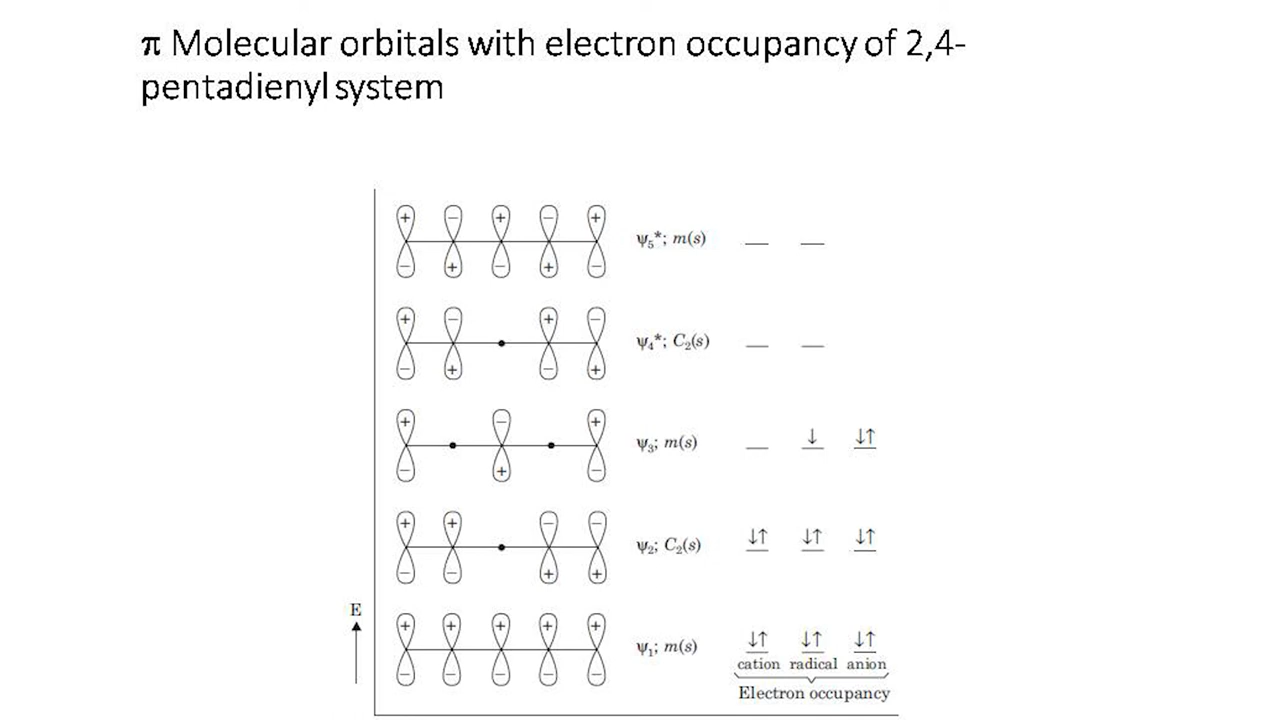 π Molecular orbitals with electron occupancy of 2,4-
pentadienyl system
+ − + − +
− + − + −
ψ₅*; m(s)
+ − + −
− + − +
ψ₄*; C₂(s)
+ − +
− + −
ψ₃; m(s) ↓ ↓↑
+ + − −
− − + +
ψ₂; C₂(s) ↓↑ ↓↑ ↓↑
E
+ + + + +
− − − − −
ψ₁; m(s) ↓↑ ↓↑ ↓↑
cation radical anion
Electron occupancy